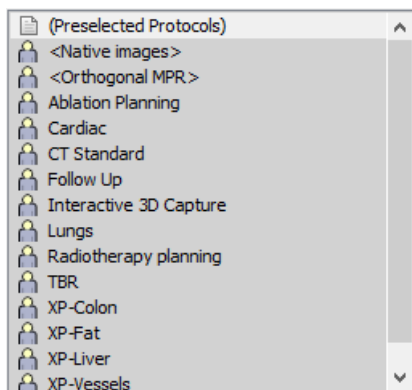 (Preselected Protocols)
<Native images>
<Orthogonal MPR>
Ablation Planning
Cardiac
CT Standard
Follow Up
Interactive 3D Capture
Lungs
Radiotherapy planning
TBR
XP-Colon
XP-Fat
XP-Liver
XP-Vessels